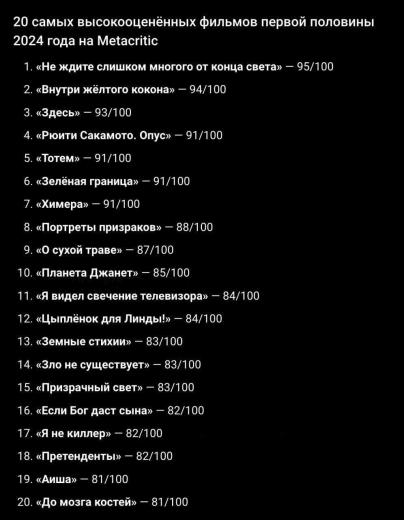 20 самых высокооценённых фильмов первой половины
2024 года на Metacritic
1. «Не ждите слишком многого от конца света» — 95/100
2. «Внутри жёлтого кокона» — 94/100
3. «Здесь» — 93/100
4. «Рюити Сакамото. Опус» — 91/100
5. «Тотем» — 91/100
6. «Зелёная граница» — 91/100
7. «Химера» — 91/100
8. «Портреты призраков» — 88/100
9. «О сухой траве» — 87/100
10. «Планета Джанет» — 85/100
11. «Я видел свечение телевизора» — 84/100
12. «Цыплёнок для Линды!» — 84/100
13. «Земные стихии» — 83/100
14. «Зло не существует» — 83/100
15. «Призрачный свет» — 83/100
16. «Если Бог даст сына» — 82/100
17. «Я не киллер» — 82/100
18. «Претенденты» — 82/100
19. «Аиша» — 81/100
20. «До мозга костей» — 81/100